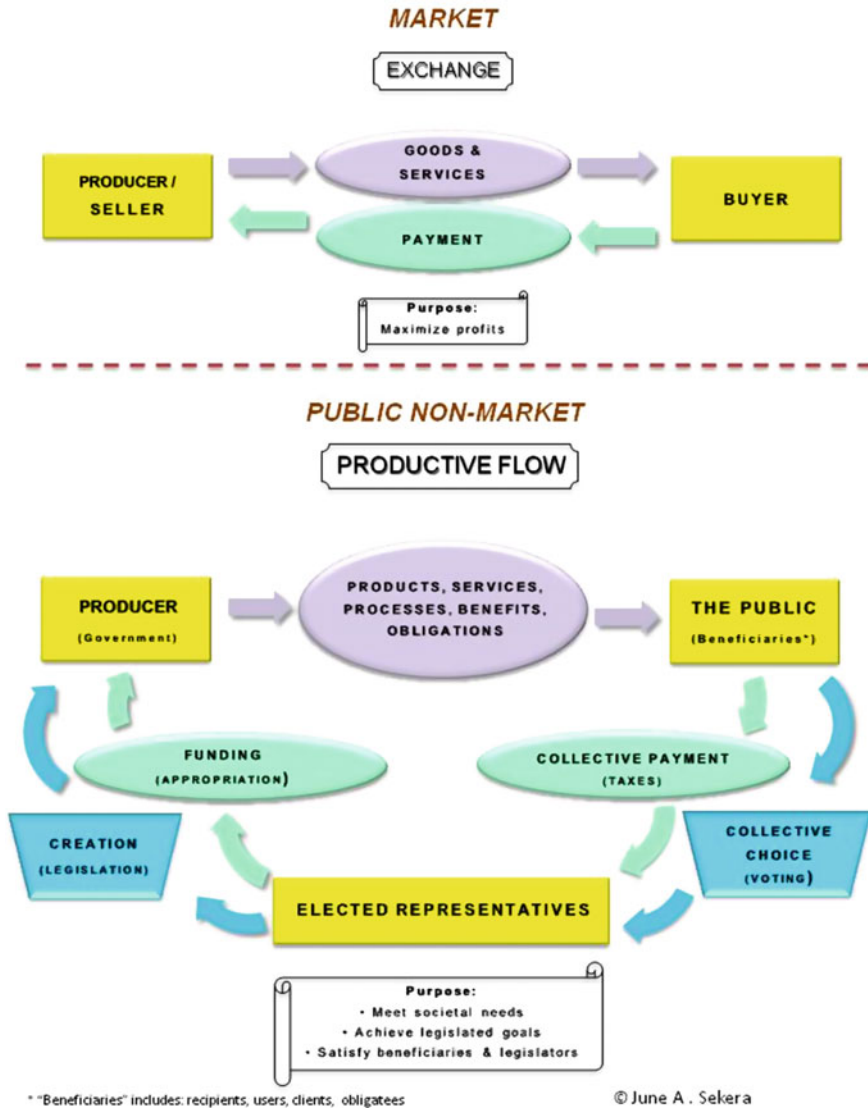 MARKET
EXCHANGE
PRODUCER /
SELLER
GOODS &
SERVICES
BUYER
PAYMENT
Purpose:
Maximize profits
PUBLIC NON-MARKET
PRODUCTIVE FLOW
PRODUCER
(Government)
PRODUCTS, SERVICES,
PROCESSES, BENEFITS,
OBLIGATIONS
THE PUBLIC
(Beneficiaries*)
FUNDING
(APPROPRIATION)
COLLECTIVE PAYMENT
(TAXES)
CREATION
(LEGISLATION)
COLLECTIVE
CHOICE
(VOTING)
ELECTED REPRESENTATIVES
Purpose:
• Meet societal needs
• Achieve legislated goals
• Satisfy beneficiaries & legislators
* "Beneficiaries" includes: recipients, users, clients, obligatees
© June A . Sekera